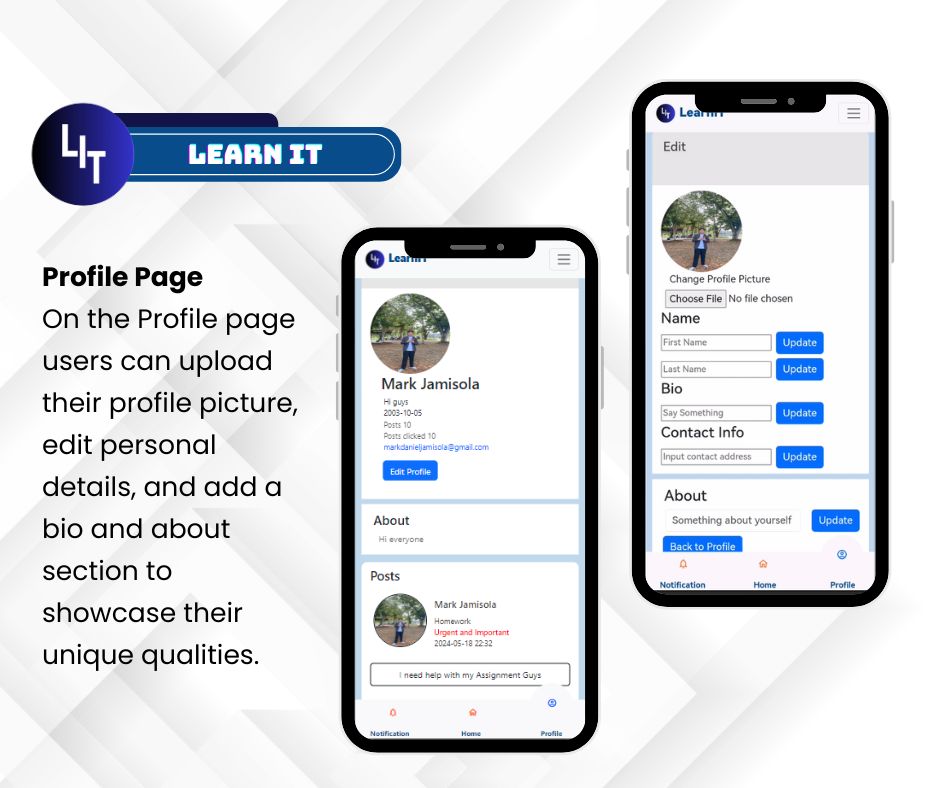 LIT
LEARN IT
Profile Page
On the Profile page
users can upload
their profile picture,
edit personal
details, and add a
bio and about
section to
showcase their
unique qualities.
LIT
Mark Jamisola
Hi guys
2003-10-05
Posts 10
Posts clicked 10
markdanieljamisola@gmail.com
Edit Profile
About
Hi everyone
Posts
Mark Jamisola
Homework
Urgent and Important
2024-05-18 22:32
I need help with my Assignment Guys
Notification Home Profile
LIT
Edit
Change Profile Picture
Choose File No file chosen
Name
First Name Update
Last Name Update
Bio
Say Something Update
Contact Info
Input contact address Update
About
Something about yourself Update
Back to Profile
Notification Home Profile